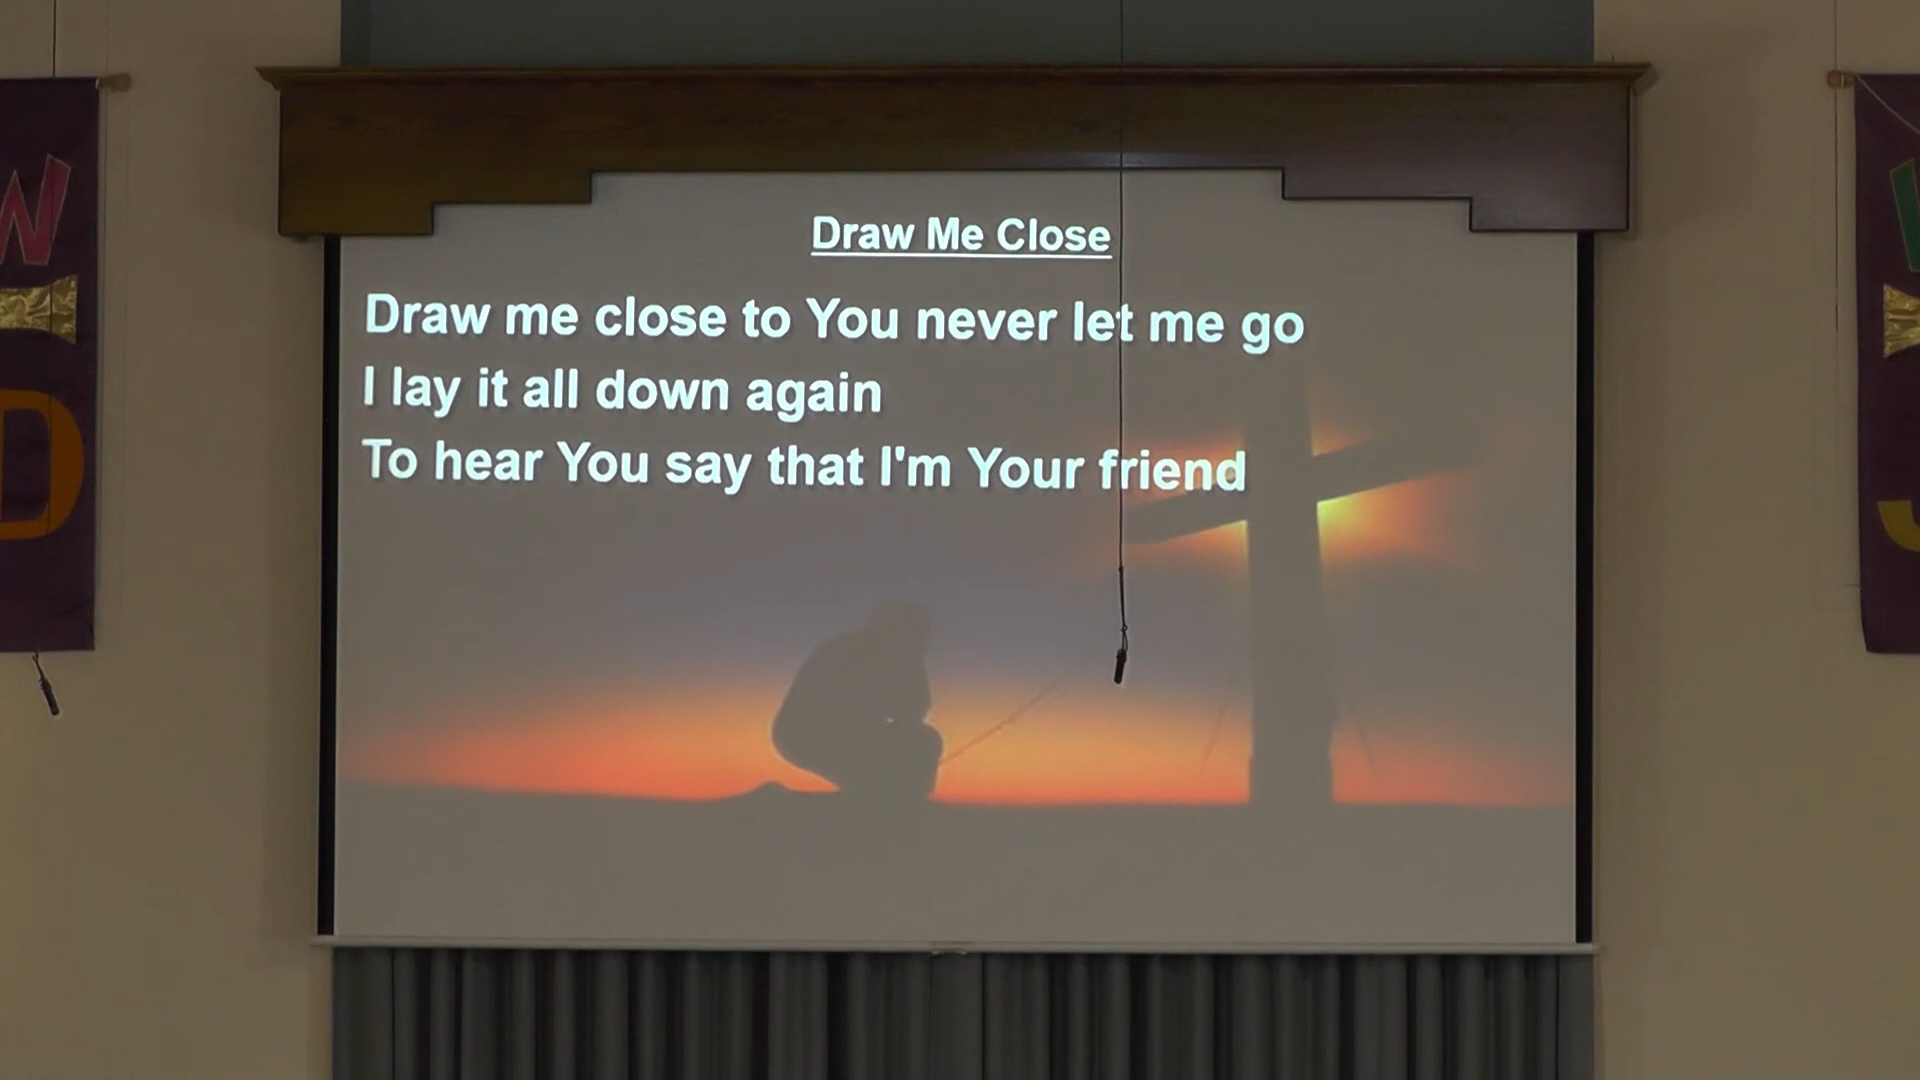 Draw Me Close
Draw me close to You never let me go
I lay it all down again
To hear You say that I'm Your friend
W
D